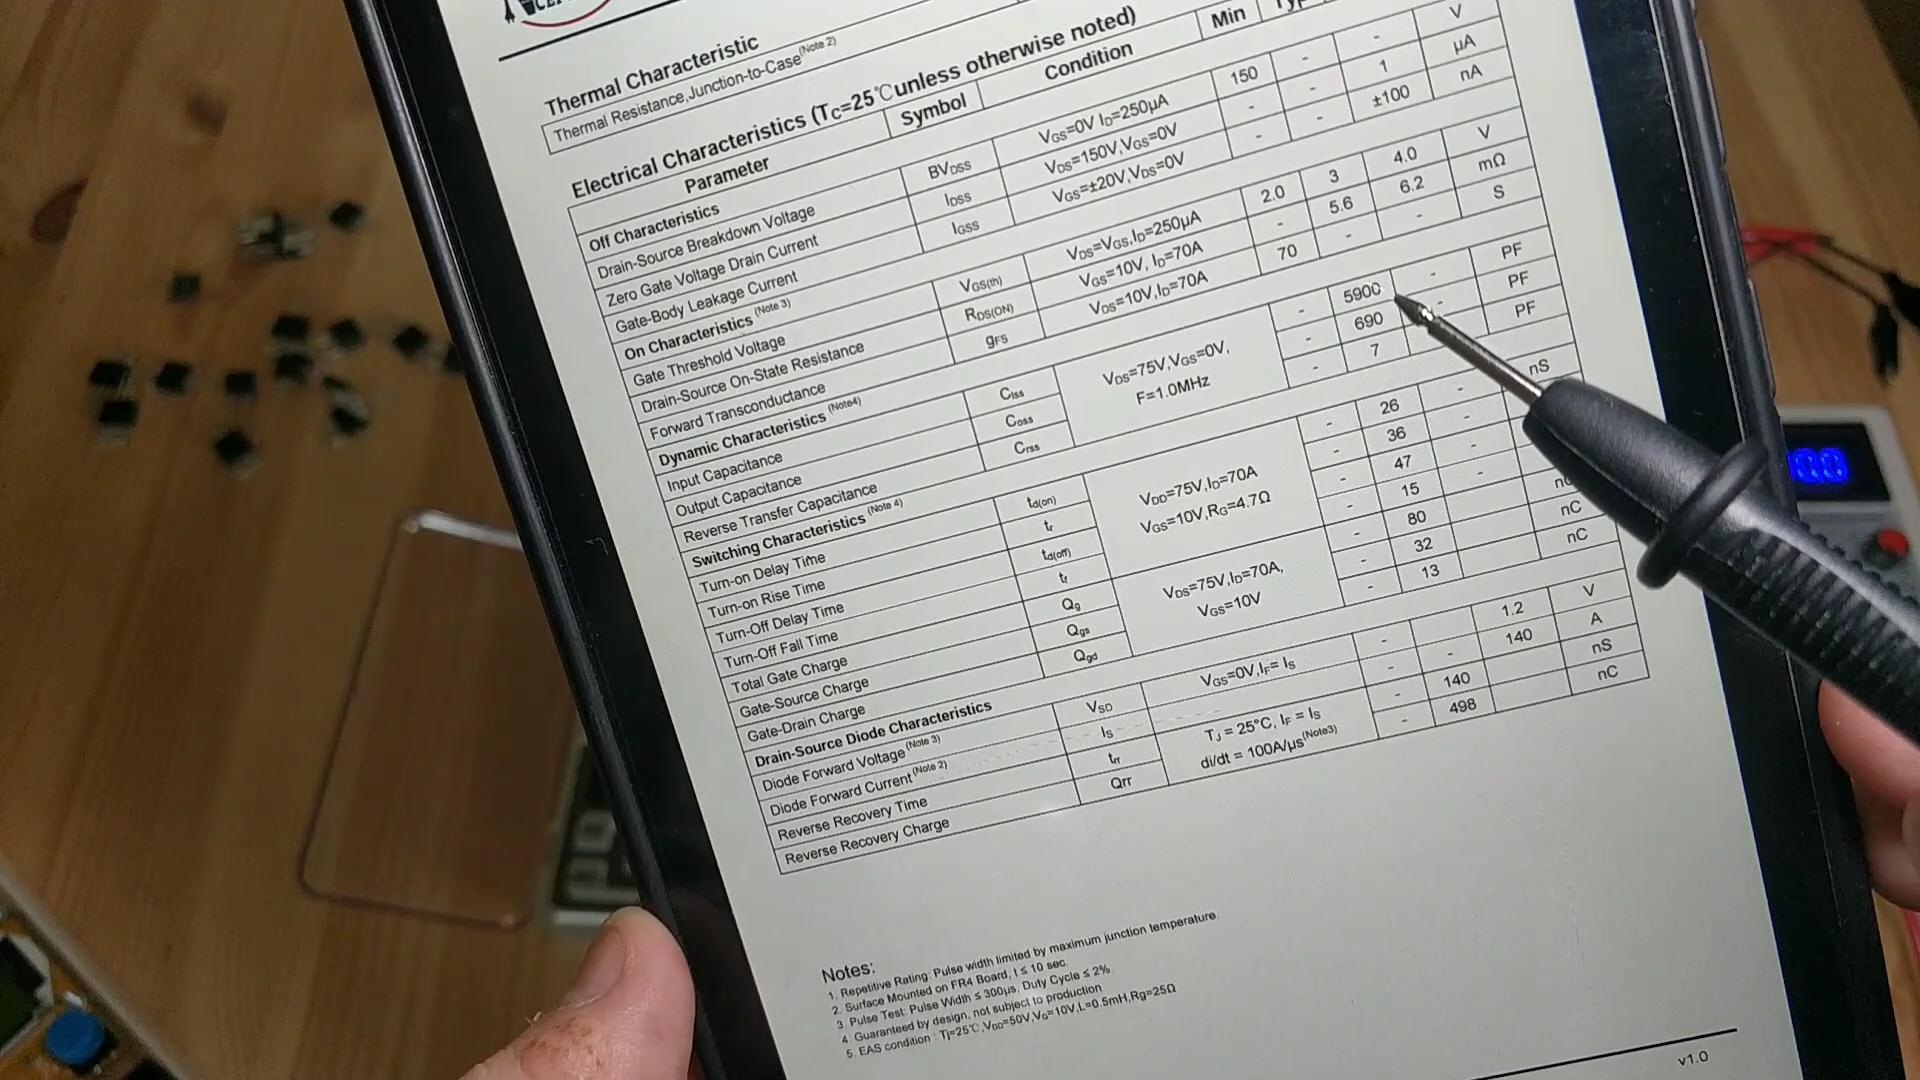 Thermal Characteristic
Thermal Resistance,Junction-to-Case(Note 2)
Electrical Characteristics (TC=25℃unless otherwise noted)
Parameter Symbol Condition Min
Off Characteristics
Drain-Source Breakdown Voltage BVDSS VGS=0V ID=250μA 150 - - V
Zero Gate Voltage Drain Current IDSS VDS=150V,VGS=0V - - 1 μA
Gate-Body Leakage Current IGSS VGS=±20V,VDS=0V - - ±100 nA
On Characteristics (Note 3)
Gate Threshold Voltage VGS(th) VDS=VGS,ID=250μA 2.0 3 4.0 V
Drain-Source On-State Resistance RDS(ON) VGS=10V, ID=70A - 5.6 6.2 mΩ
Forward Transconductance gFS VDS=10V,ID=70A 70 - - S
Dynamic Characteristics (Note4)
Input Capacitance Clss VDS=75V,VGS=0V, F=1.0MHz - 5900 - PF
Output Capacitance Coss - 690 - PF
Reverse Transfer Capacitance Crss - 7 PF
Switching Characteristics (Note 4)
Turn-on Delay Time td(on) VDD=75V,ID=70A VGS=10V,RG=4.7Ω - 26 - nS
Turn-on Rise Time tr - 36 -
Turn-Off Delay Time td(off) - 47 -
Turn-Off Fall Time tf - 15 -
Total Gate Charge Qg VDS=75V,ID=70A, VGS=10V - 80
Gate-Source Charge Qgs - 32 nC
Gate-Drain Charge Qgd - 13 nC
Drain-Source Diode Characteristics
Diode Forward Voltage (Note 3) VSD VGS=0V,IF= IS - 1.2 V
Diode Forward Current (Note 2) IS - - 140 A
Reverse Recovery Time trr TJ = 25°C, IF = IS di/dt = 100A/μs(Note3) - 140 nS
Reverse Recovery Charge Qrr - 498 nC
Notes:
1. Repetitive Rating: Pulse width limited by maximum junction temperature.
2. Surface Mounted on FR4 Board, t ≤ 10 sec.
3. Pulse Test: Pulse Width ≤ 300μs, Duty Cycle ≤ 2%.
4. Guaranteed by design, not subject to production
5. EAS condition : Tj=25℃,VDD=50V,VG=10V,L=0.5mH,Rg=25Ω
v1.0